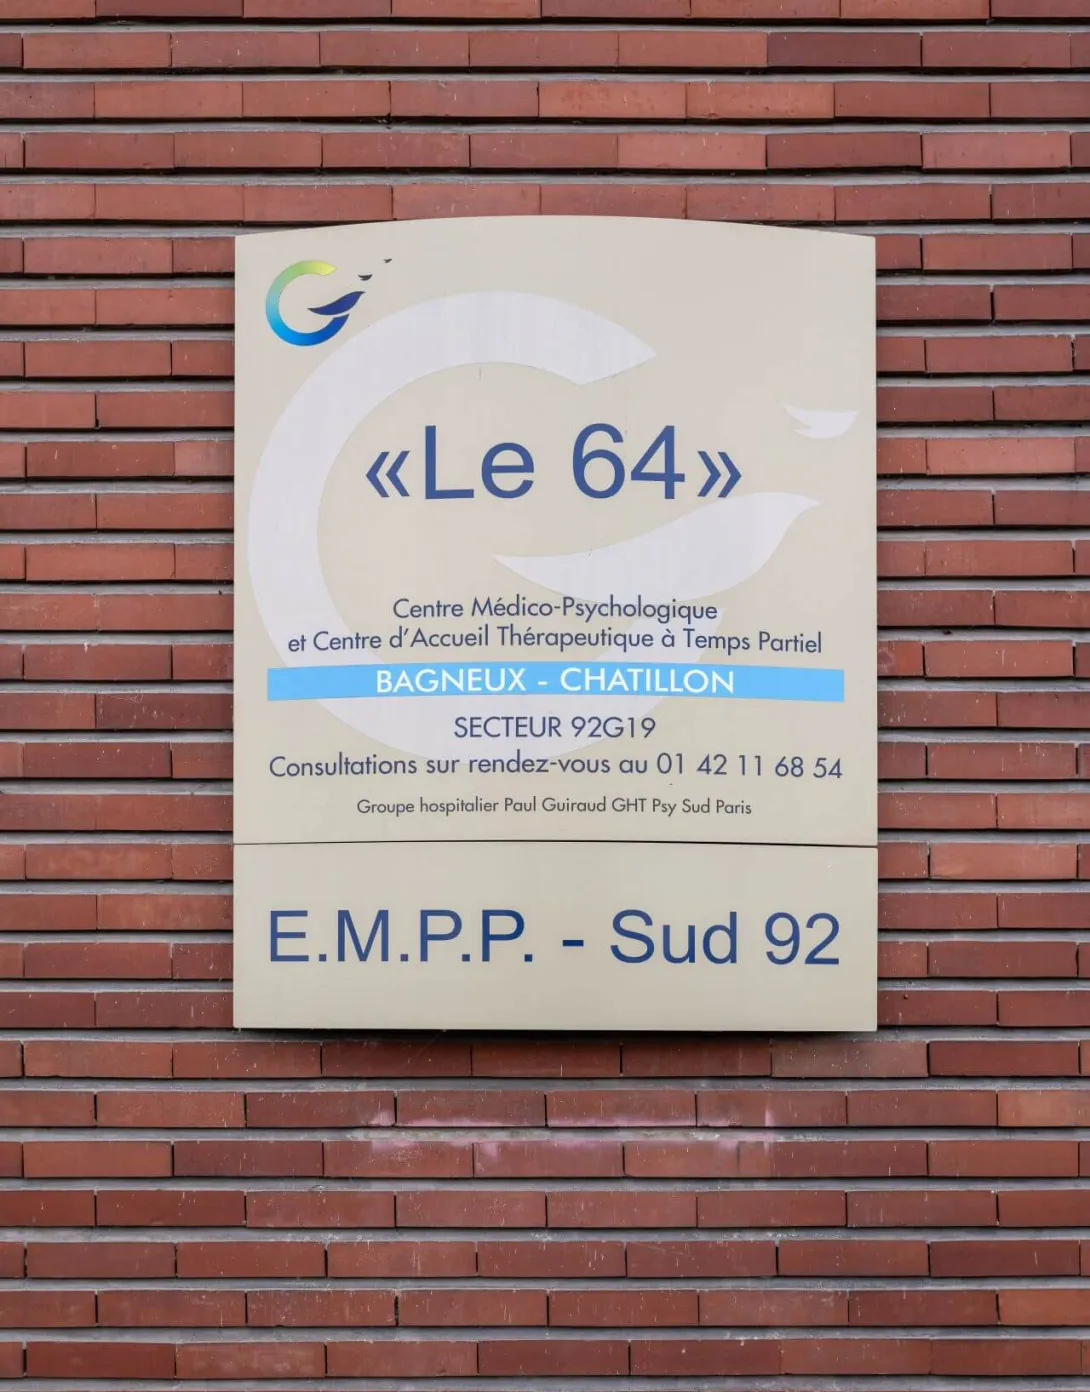 «Le 64»
Centre Médico-Psychologique
et Centre d'Accueil Thérapeutique à Temps Partiel
BAGNEUX - CHATILLON
SECTEUR 92G19
Consultations sur rendez-vous au 01 42 11 68 54
Groupe hospitalier Paul Guiraud GHT Psy Sud Paris
E.M.P.P. - Sud 92